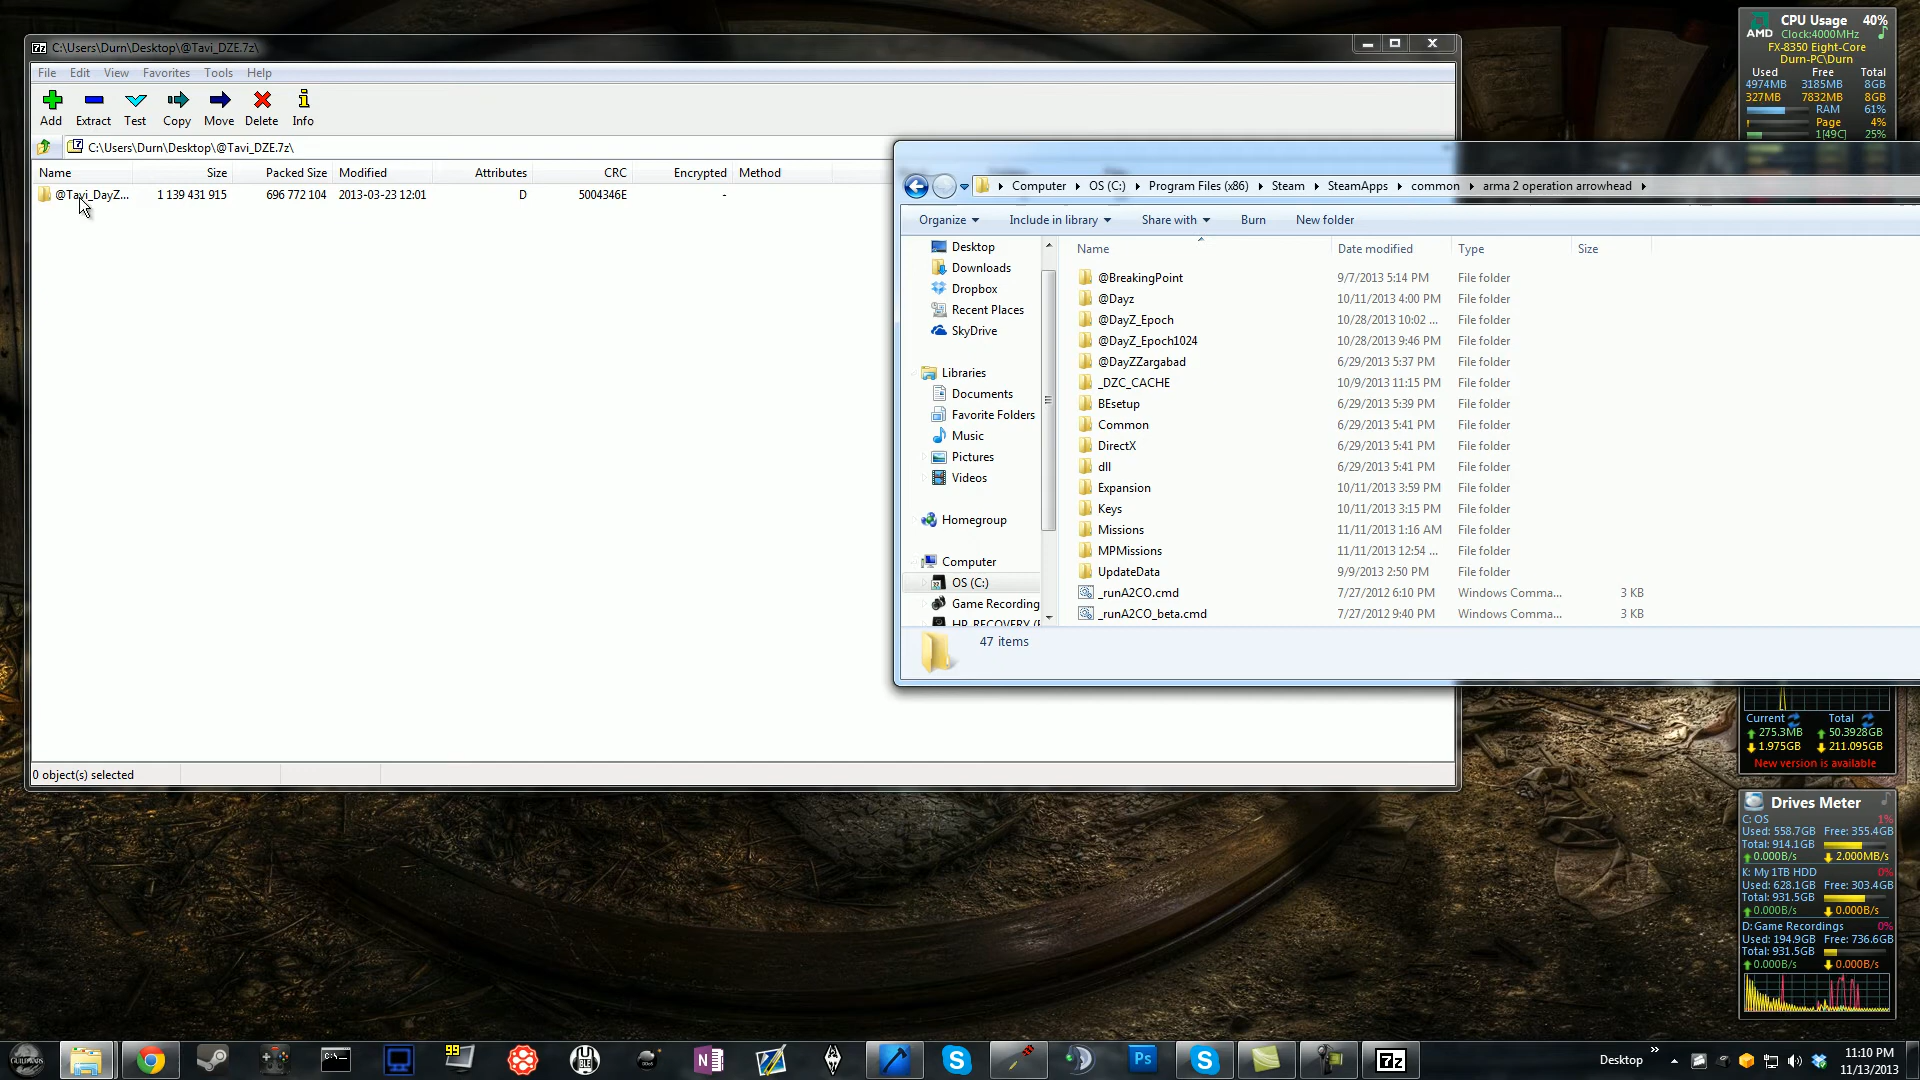 C:\Users\Durn\Desktop\@Tavi_DZE.7z\
File Edit View Favorites Tools Help
Add Extract Test Copy Move Delete Info
C:\Users\Durn\Desktop\@Tavi_DZE.7z\
Name Size Packed Size Modified Attributes CRC Encrypted Method
@Tavi_DayZ... 1 139 431 915 696 772 104 2013-03-23 12:01 D 5004346E -
0 object(s) selected
Computer OS (C:) Program Files (x86) Steam SteamApps common arma 2 operation arrowhead
Organize Include in library Share with Burn New folder
Desktop
Downloads
Dropbox
Recent Places
SkyDrive
Libraries
Documents
Favorite Folders
Music
Pictures
Videos
Homegroup
Computer
OS (C:)
Game Recording
HP_RECOVERY (
Name Date modified Type Size
@BreakingPoint 9/7/2013 5:14 PM File folder
@Dayz 10/11/2013 4:00 PM File folder
@DayZ_Epoch 10/28/2013 10:02 ... File folder
@DayZ_Epoch1024 10/28/2013 9:46 PM File folder
@DayZZargabad 6/29/2013 5:37 PM File folder
_DZC_CACHE 10/9/2013 11:15 PM File folder
BEsetup 6/29/2013 5:39 PM File folder
Common 6/29/2013 5:41 PM File folder
DirectX 6/29/2013 5:41 PM File folder
dll 6/29/2013 5:41 PM File folder
Expansion 10/11/2013 3:59 PM File folder
Keys 10/11/2013 3:15 PM File folder
Missions 11/11/2013 1:16 AM File folder
MPMissions 11/11/2013 12:54 ... File folder
UpdateData 9/9/2013 2:50 PM File folder
_runA2CO.cmd 7/27/2012 6:10 PM Windows Comma... 3 KB
_runA2CO_beta.cmd 7/27/2012 9:40 PM Windows Comma... 3 KB
47 items
CPU Usage 40%
AMD Clock:4000MHz
FX-8350 Eight-Core
Durn-PC\Durn
Used Free Total
4974MB 3185MB 8GB
327MB 7832MB 8GB
RAM 61%
Page 4%
1[49C] 25%
Current Total
275.3MB 50.3928GB
1.975GB 211.095GB
New version is available
Drives Meter
C: OS 1%
Used: 558.7GB Free: 355.4GB
Total: 914.1GB
0.000B/s 2.000MB/s
K: My 1TB HDD 0%
Used: 628.1GB Free: 303.4GB
Total: 931.5GB
0.000B/s 0.000B/s
D: Game Recordings 0%
Used: 194.9GB Free: 736.6GB
Total: 931.5GB
0.000B/s 0.000B/s
GUILDWARS
C:\
99
N
UBLE
S
Ps
S
7z
Desktop
11:10 PM
11/13/2013